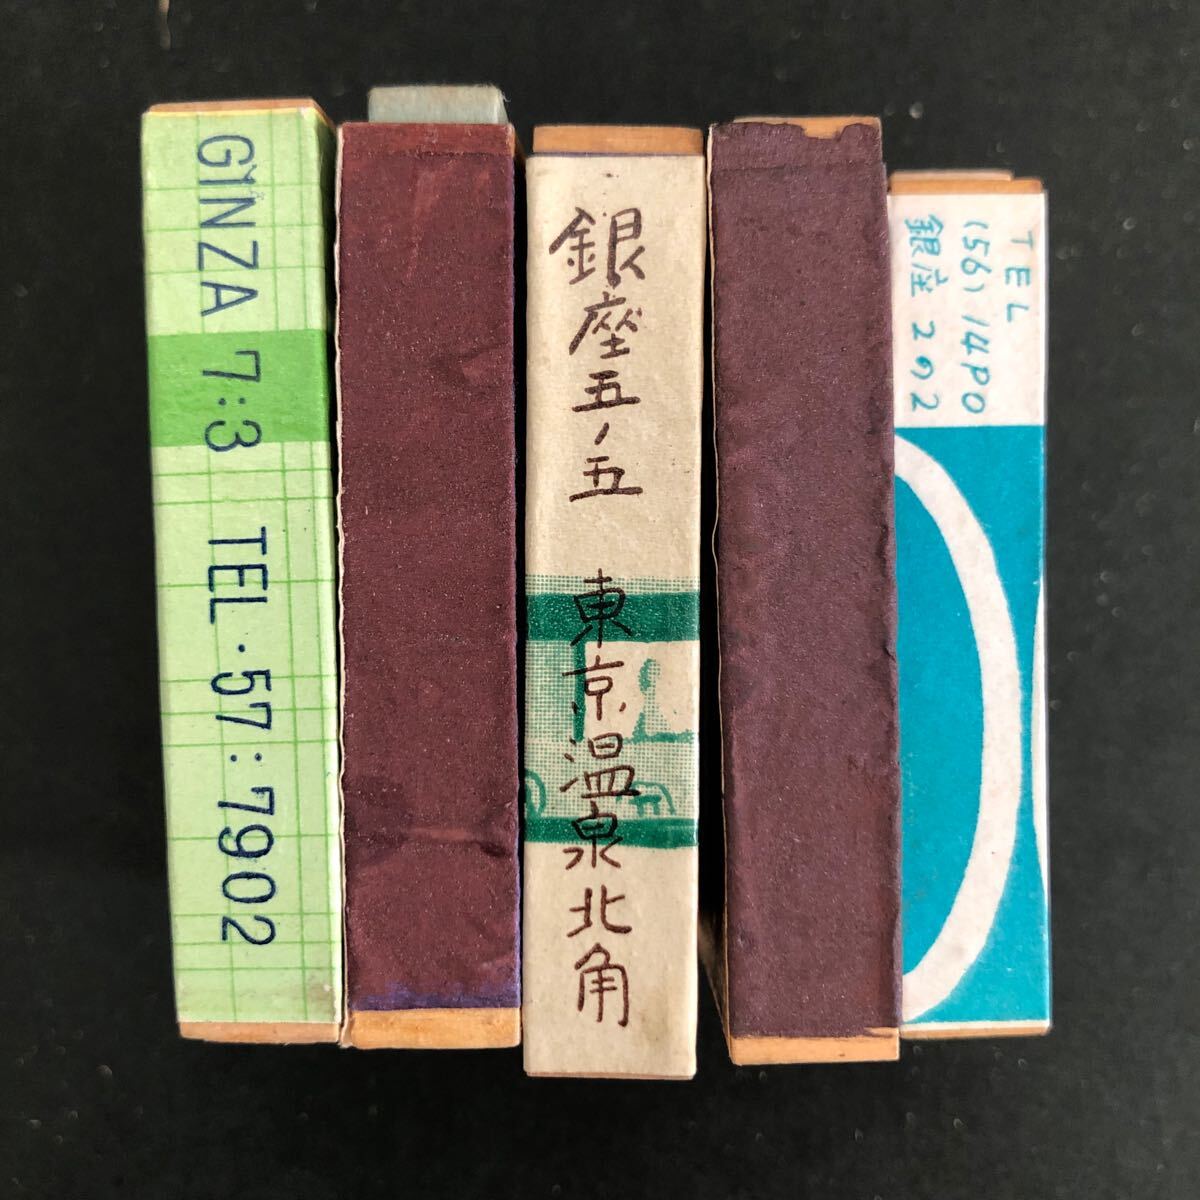 GINZA 7:3 TEL・57:7902
銀座五ノ五 東京温泉北角
TEL
(56) 1490
銀座 2の2